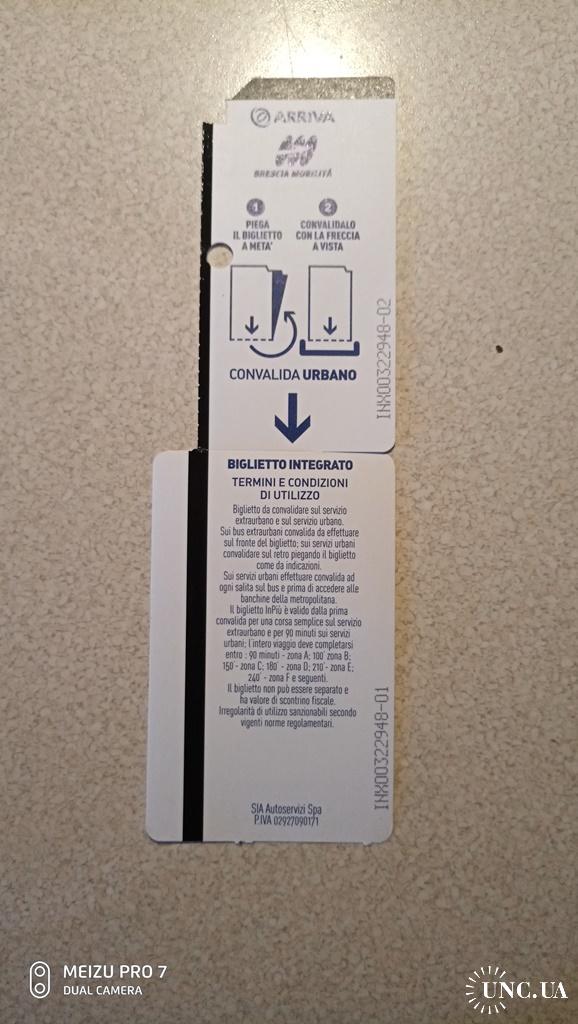 ARRIVA
BRESCIA MOBILITÀ
1
2
PIEGA
IL BIGLIETTO
A META'
CONVALIDALO
CON LA FRECCIA
A VISTA
CONVALIDA URBANO
INX00322948-02
BIGLIETTO INTEGRATO
TERMINI E CONDIZIONI
DI UTILIZZO
Biglietto da convalidare sul servizio
extraurbano e sul servizio urbano.
Sui bus extraurbani convalida da effettuare
sul fronte del biglietto; sui servizi urbani
convalidare sul retro piegando il biglietto
come da indicazioni.
Sui servizi urbani effettuare convalida ad
ogni salita sul bus e prima di accedere alle
banchine della metropolitana.
Il biglietto InPiù è valido dalla prima
convalida per una corsa semplice sul servizio
extraurbano e per 90 minuti sui servizi
urbani; l'intero viaggio deve completarsi
entro : 90 minuti - zona A; 100' zona B;
150'- zona C; 180' - zona D; 210'- zona E;
240' - zona F e seguenti.
Il biglietto non può essere separato e
ha valore di scontrino fiscale.
Irregolarità di utilizzo sanzionabili secondo
vigenti norme regolamentari.
INX00322948-01
SIA Autoservizi Spa
P.IVA 02927090171
MEIZU PRO 7
DUAL CAMERA
UNC.UA